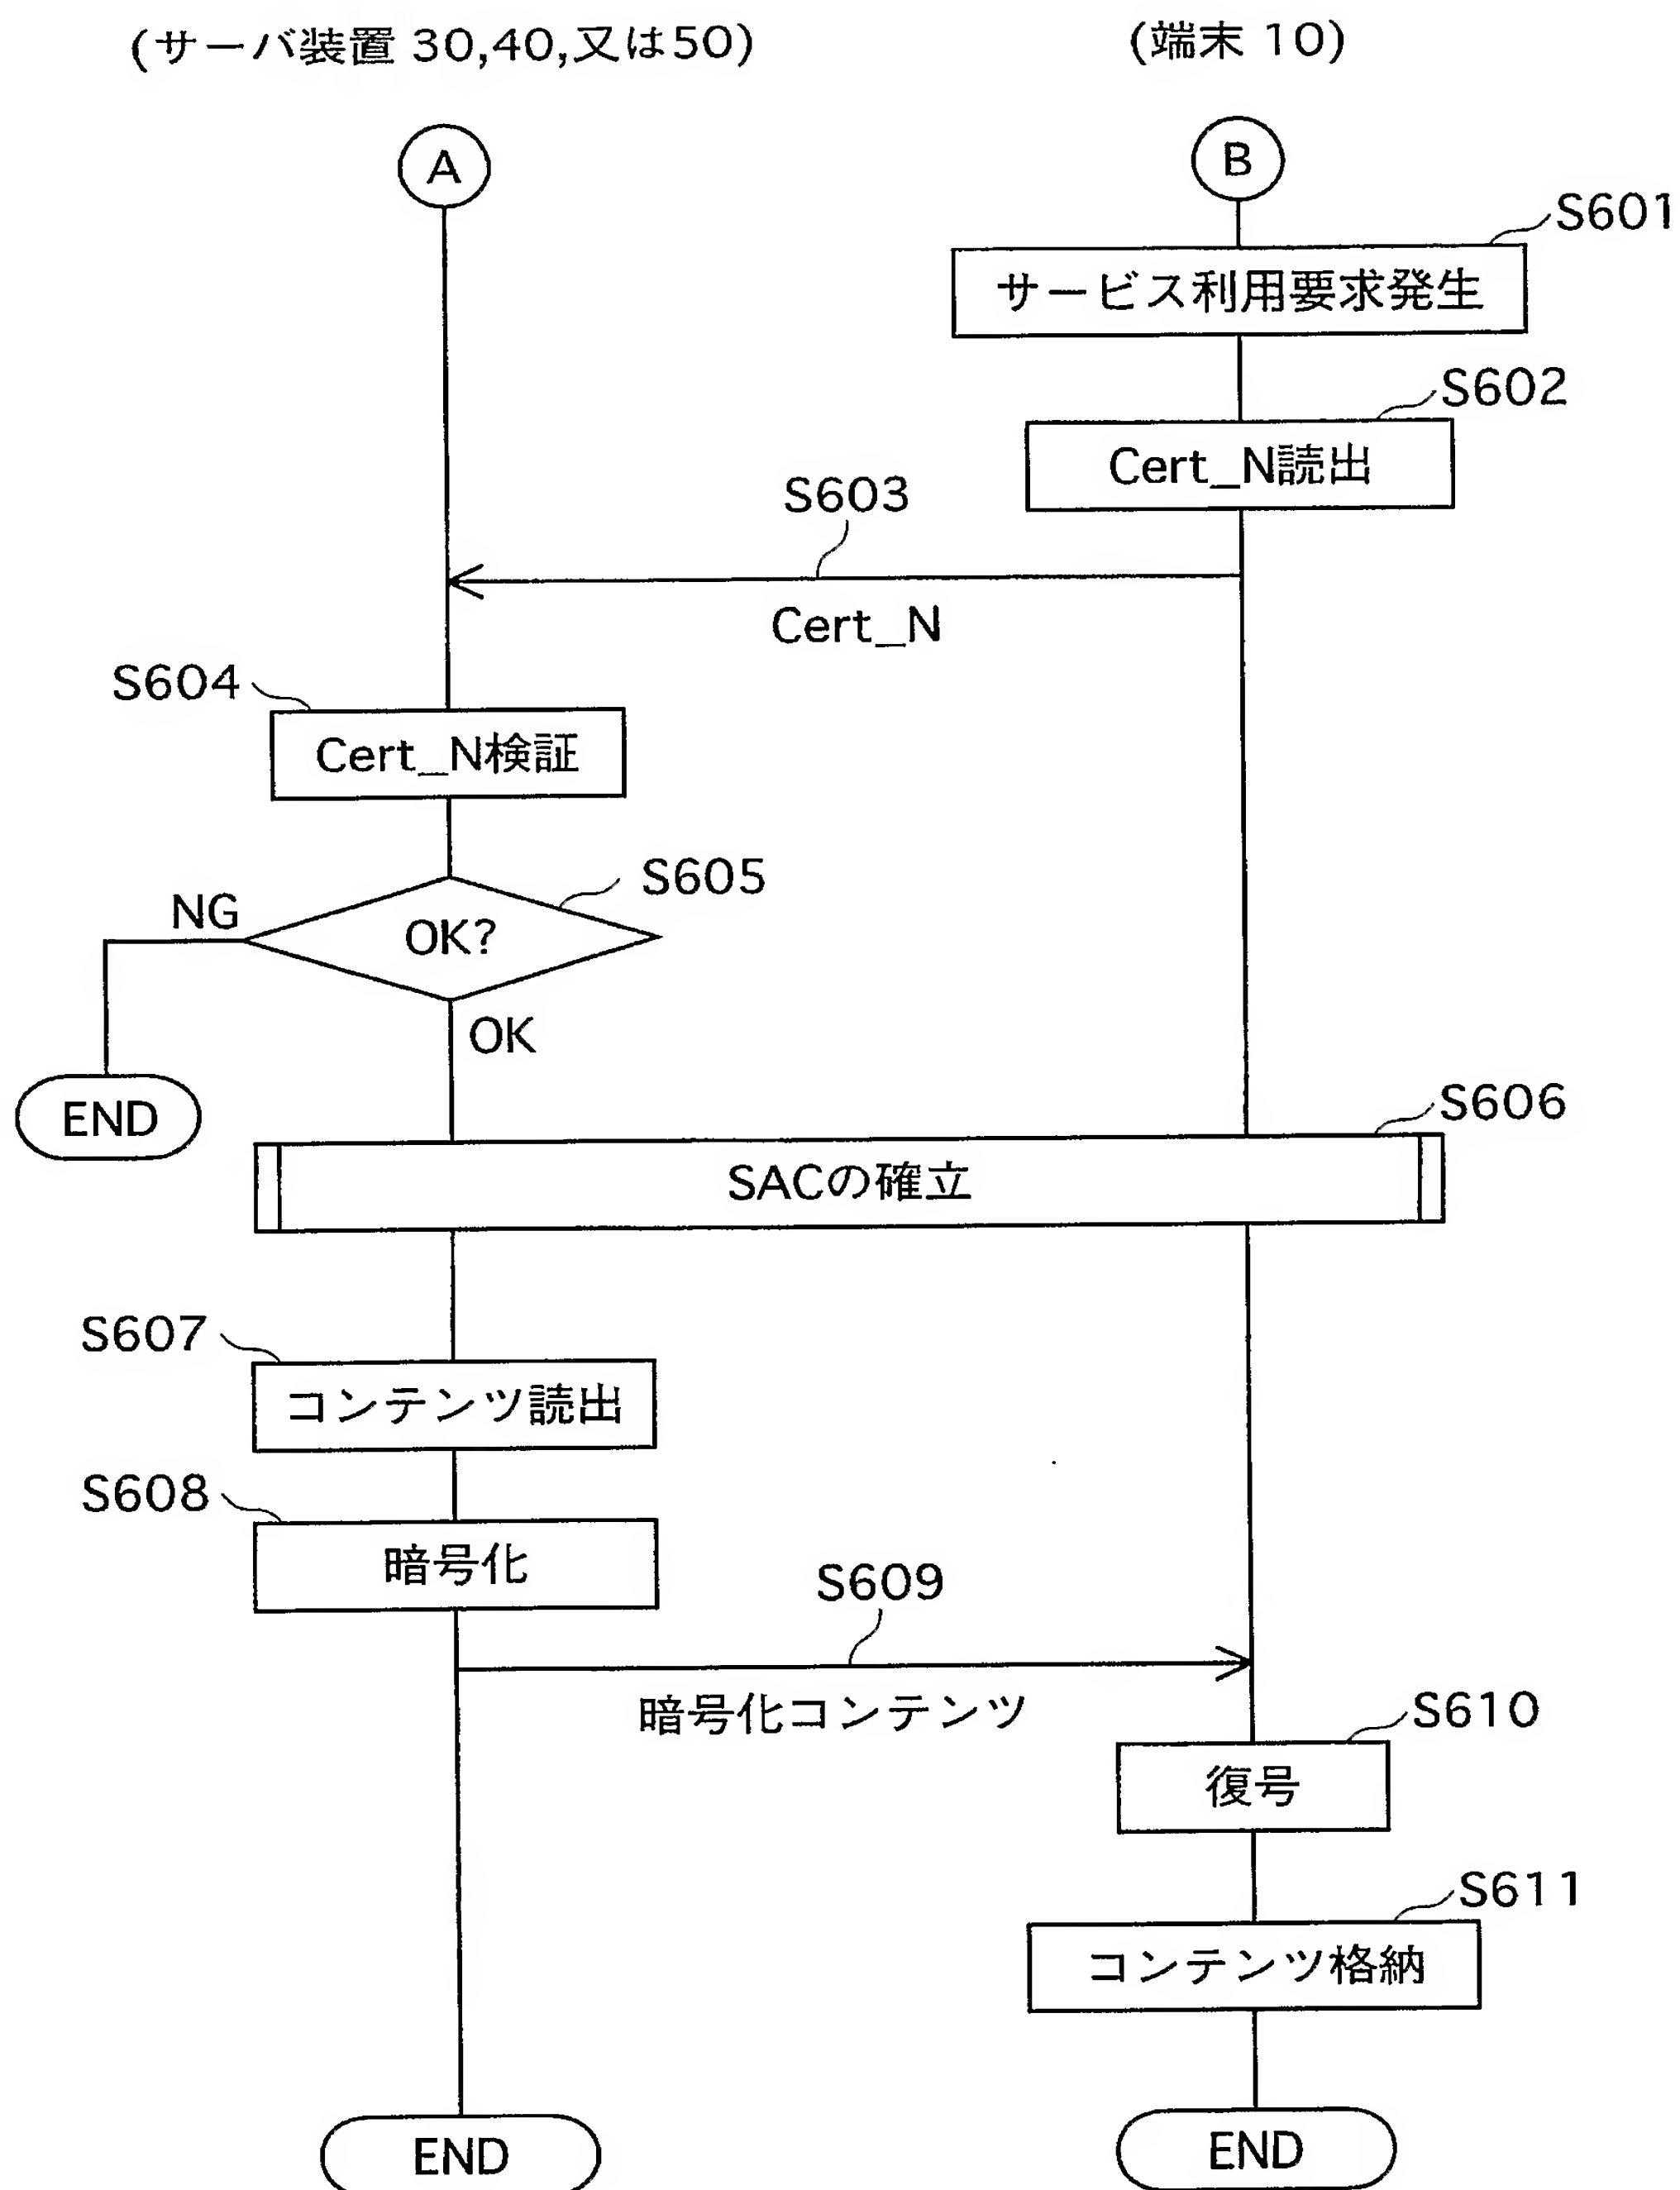 (サーバ装置 30,40,又は50)
(端末 10)
A
B
S601
サービス利用要求発生
S602
Cert_N読出
S603
Cert_N
S604
Cert_N検証
S605
NG
OK?
OK
END
S606
SACの確立
S607
コンテンツ読出
S608
暗号化
S609
暗号化コンテンツ
S610
復号
S611
コンテンツ格納
END
END